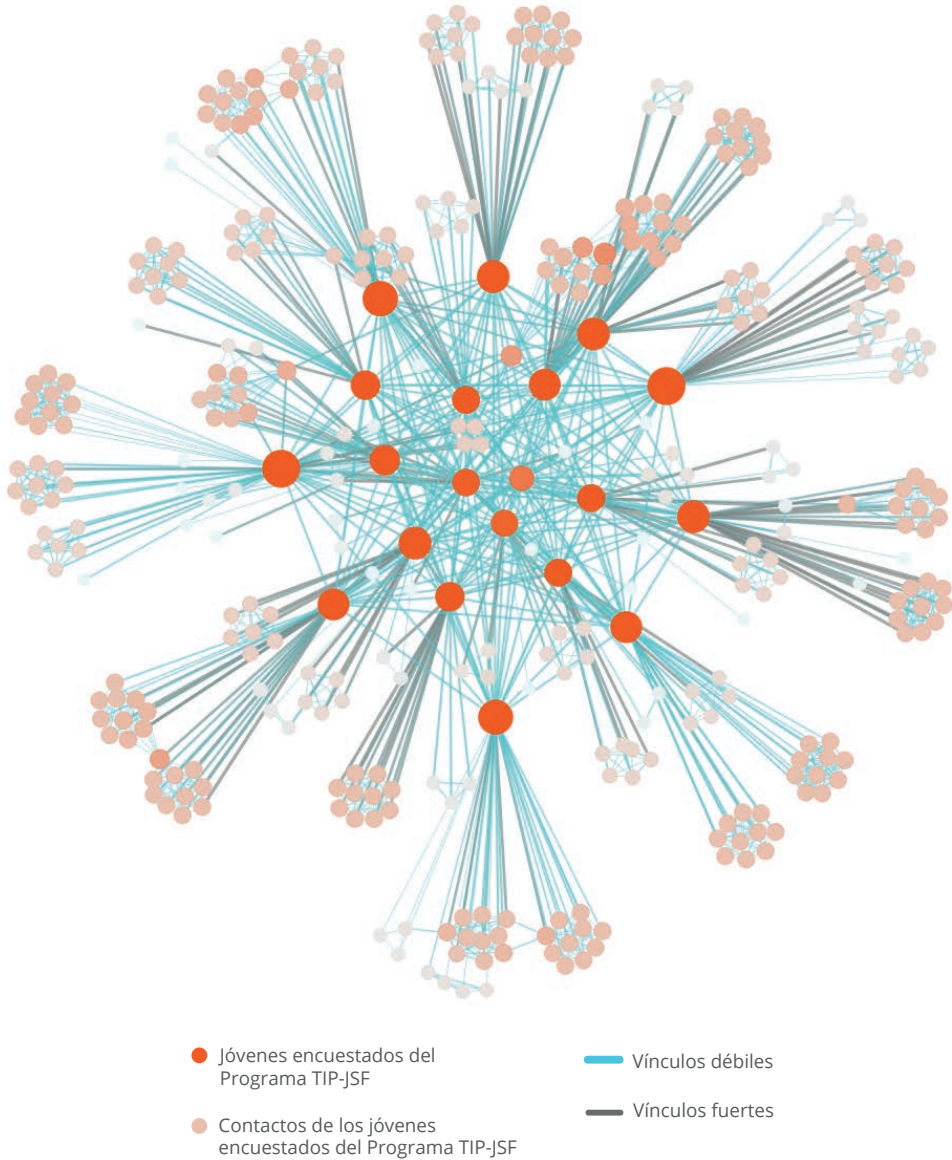 Jóvenes encuestados del
Programa TIP-JSF
Contactos de los jóvenes
encuestados del Programa TIP-JSF
Vínculos débiles
Vínculos fuertes